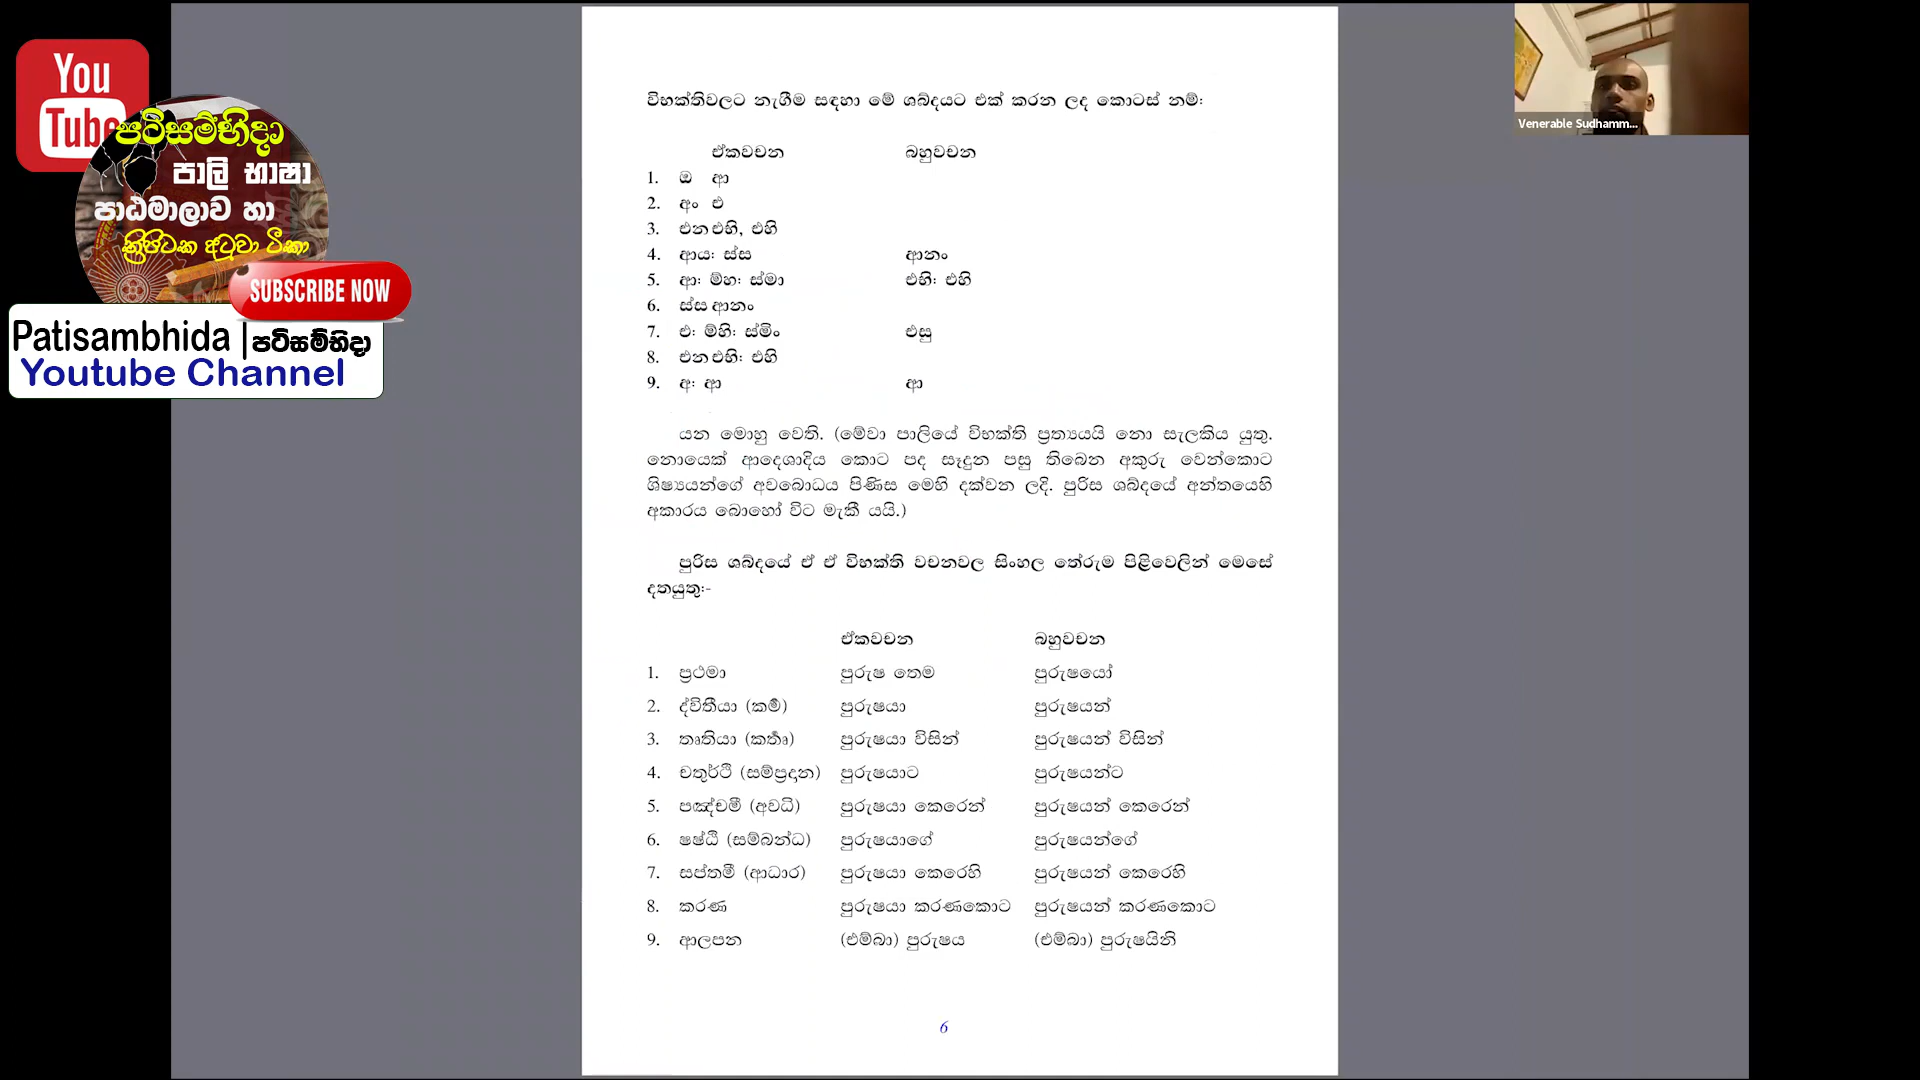 You
Tube
පටිසම්භිදා
පාලි භාෂා
පාඨමාලාව හා
ත්‍රිපිටක අටුවා ටීකා
SUBSCRIBE NOW
Patisambhida | පටිසම්භිදා
Youtube Channel
Venerable Sudhamm...
විභක්තිවලට නැගීම සඳහා මේ ශබ්දයට එක් කරන ලද කොටස් නම්:
ඒකවචන බහුවචන
1. ඔ ආ
2. අං එ
3. එන එභි, එහි
4. ආය: ස්ස ආනං
5. ආ: ම්හ: ස්මා එභි: එහි
6. ස්ස ආනං
7. එ: ම්හි: ස්මිං එසු
8. එන එභි: එහි
9. අ: ආ ආ
යන මොහු වෙති. (මේවා පාලියේ විභක්ති ප්‍රත්‍යයයි නො සැලකිය යුතු.
නොයෙක් ආදෙශාදිය කොට පද සෑදුන පසු තිබෙන අකුරු වෙන්කොට
ශිෂ්‍යයන්ගේ අවබොධය පිණිස මෙහි දක්වන ලදි. පුරිස ශබ්දයේ අන්තයෙහි
අකාරය බොහෝ විට මැකී යයි.)
පුරිස ශබ්දයේ ඒ ඒ විභක්ති වචනවල සිංහල තේරුම පිළිවෙලින් මෙසේ
දතයුතු:-
ඒකවචන බහුවචන
1. ප්‍රථමා පුරුෂ තෙම පුරුෂයෝ
2. ද්විතීයා (කර්‍ම) පුරුෂයා පුරුෂයන්
3. තෘතියා (කර්‍තෘ) පුරුෂයා විසින් පුරුෂයන් විසින්
4. චතුර්ථි (සම්ප්‍රදාන) පුරුෂයාට පුරුෂයන්ට
5. පඤ්චමී (අවධි) පුරුෂයා කෙරෙන් පුරුෂයන් කෙරෙන්
6. ෂෂ්ඨි (සම්බන්ධ) පුරුෂයාගේ පුරුෂයන්ගේ
7. සප්තමී (ආධාර) පුරුෂයා කෙරෙහි පුරුෂයන් කෙරෙහි
8. කරණ පුරුෂයා කරණකොට පුරුෂයන් කරණකොට
9. ආලපන (එම්බා) පුරුෂය (එම්බා) පුරුෂයිනි
6